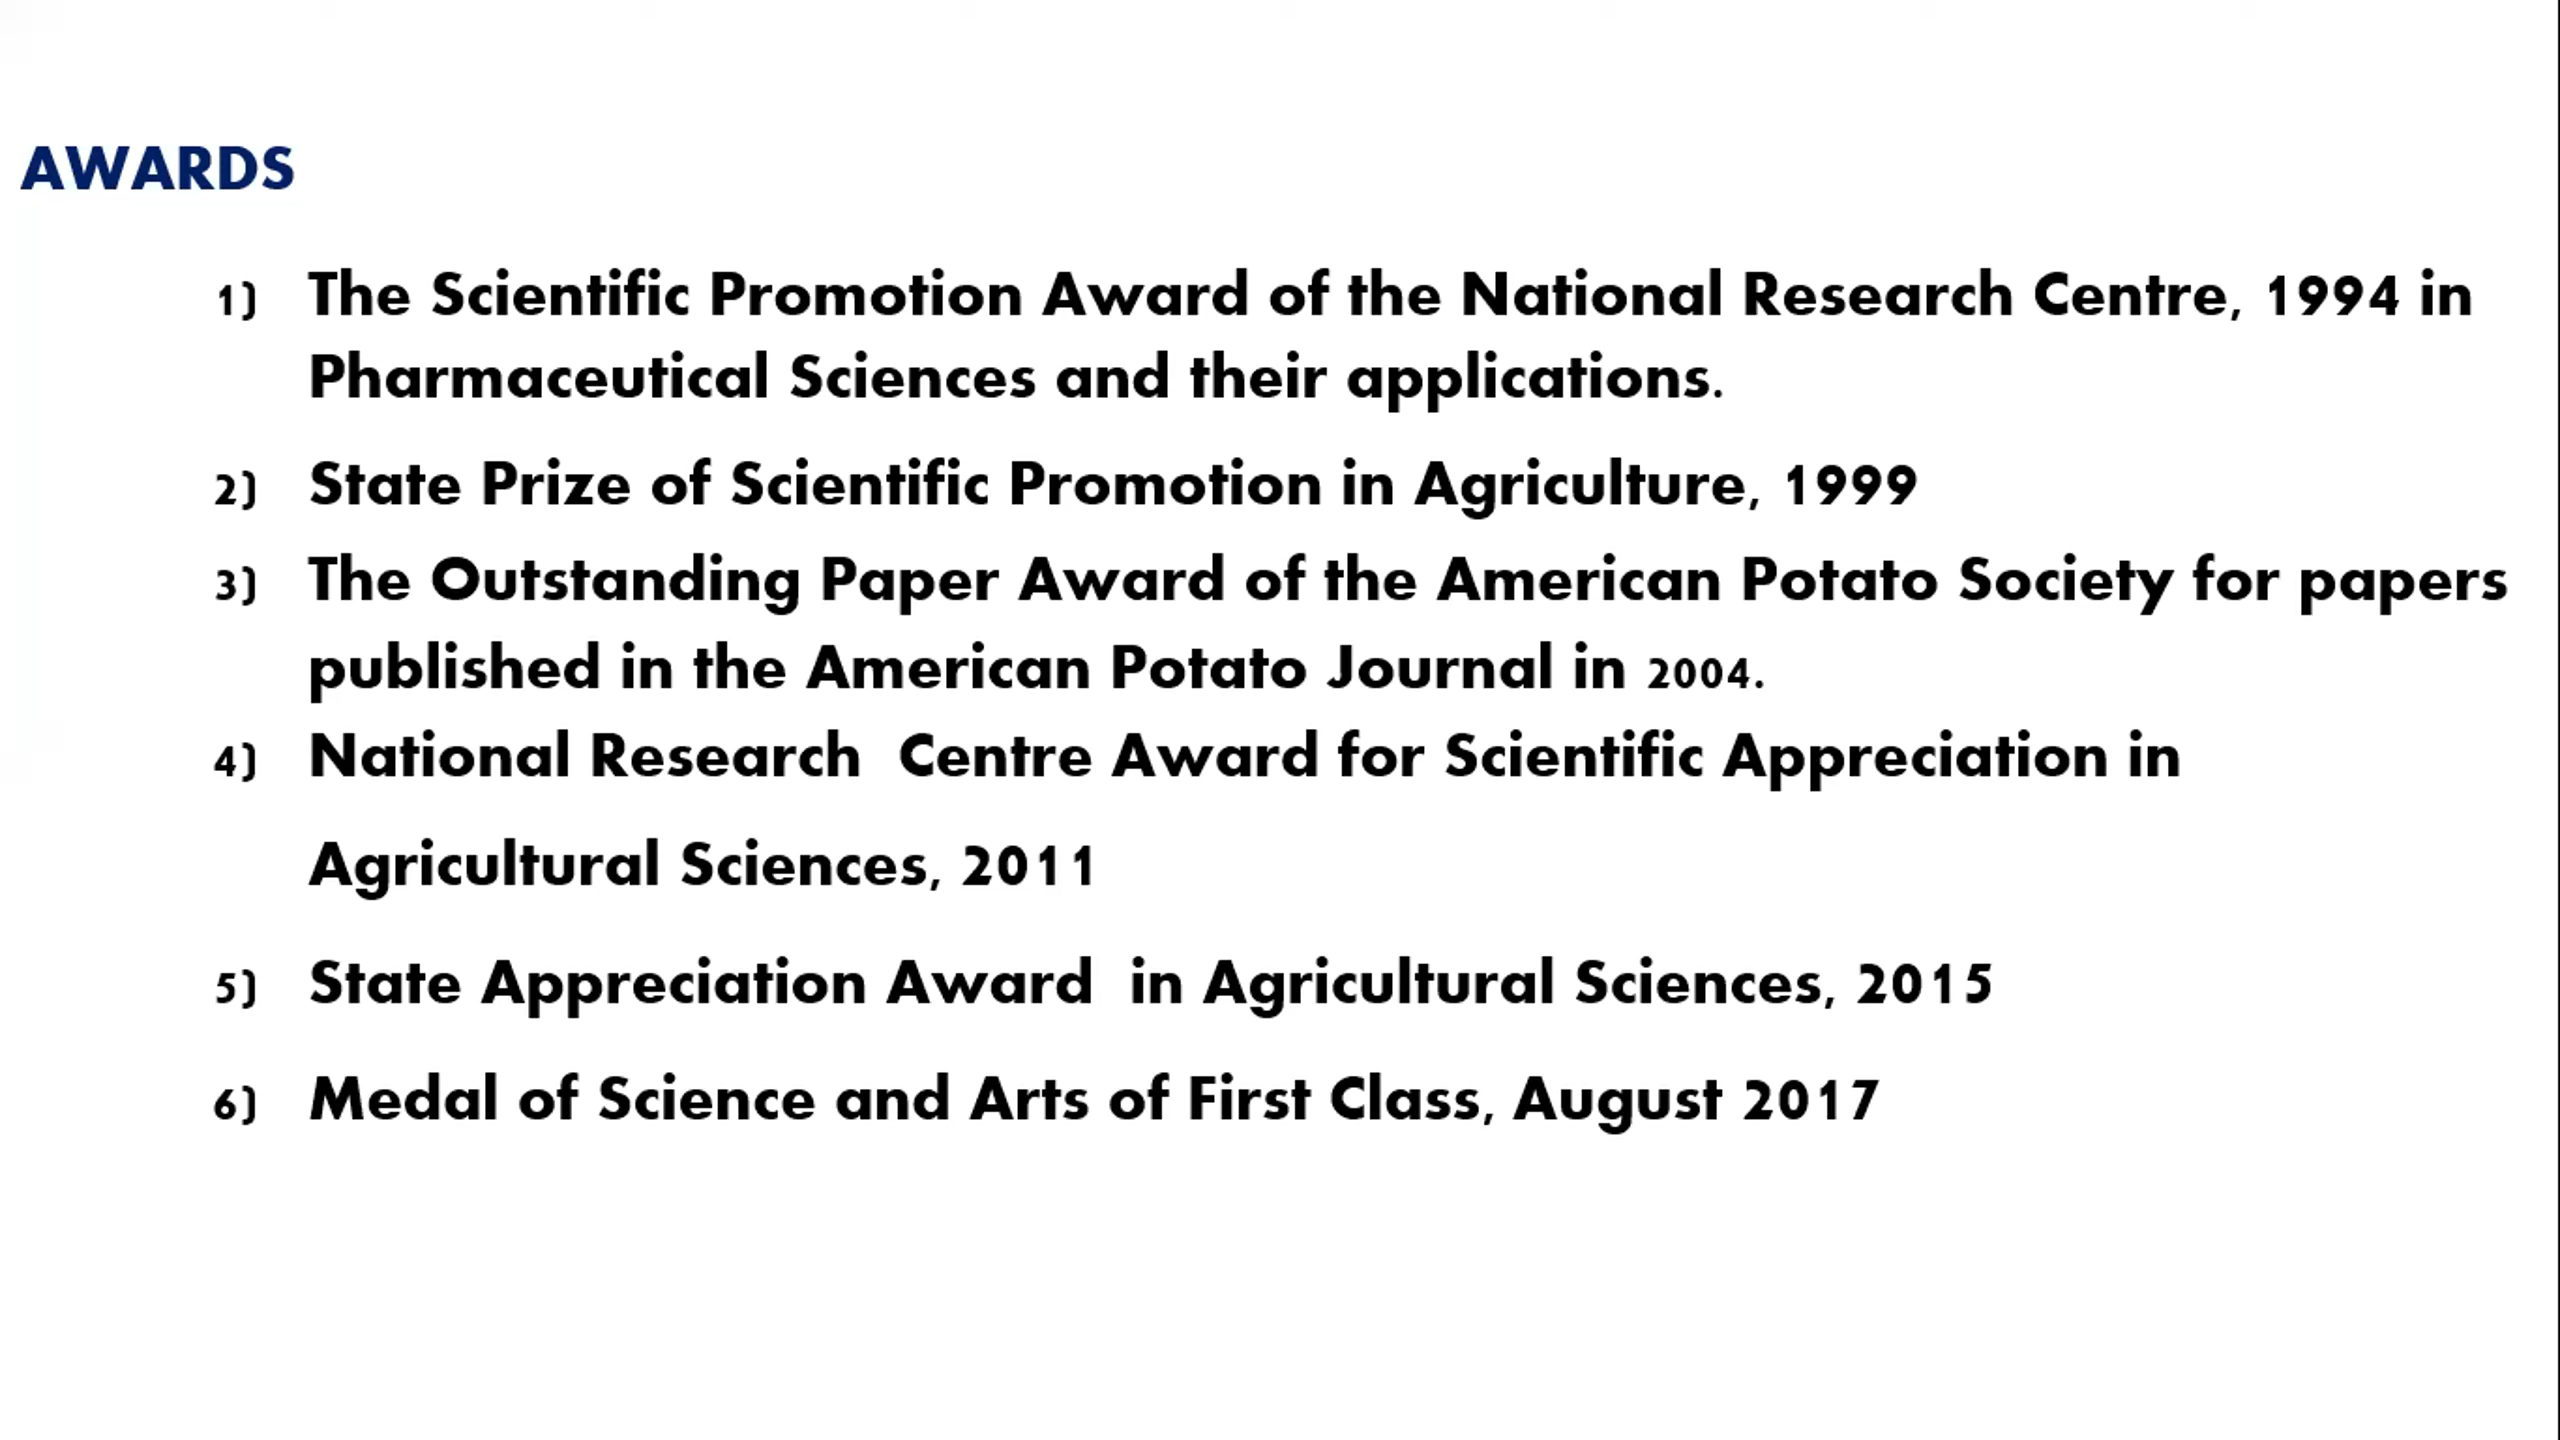 AWARDS
1) The Scientific Promotion Award of the National Research Centre, 1994 in
Pharmaceutical Sciences and their applications.
2) State Prize of Scientific Promotion in Agriculture, 1999
3) The Outstanding Paper Award of the American Potato Society for papers
published in the American Potato Journal in 2004.
4) National Research  Centre Award for Scientific Appreciation in
Agricultural Sciences, 2011
5) State Appreciation Award  in Agricultural Sciences, 2015
6) Medal of Science and Arts of First Class, August 2017